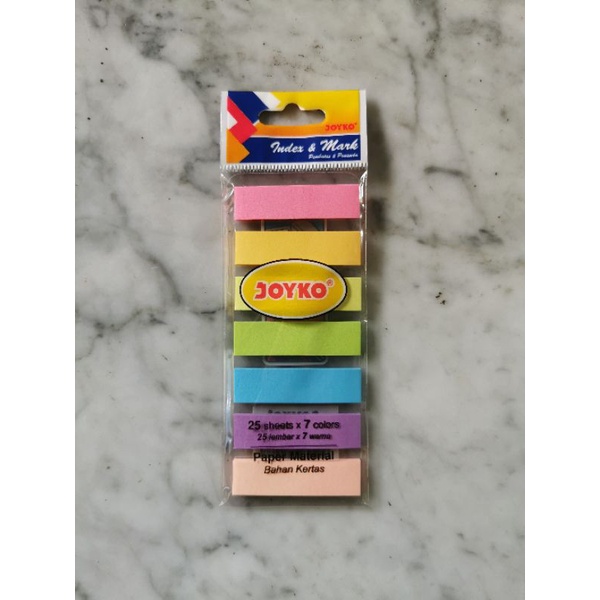 JOYKO®
Index & Mark
Pembatas & Penanda
JOYKO®
25 sheets x 7 colors
25 lembar x 7 warna
Paper Material
Bahan Kertas